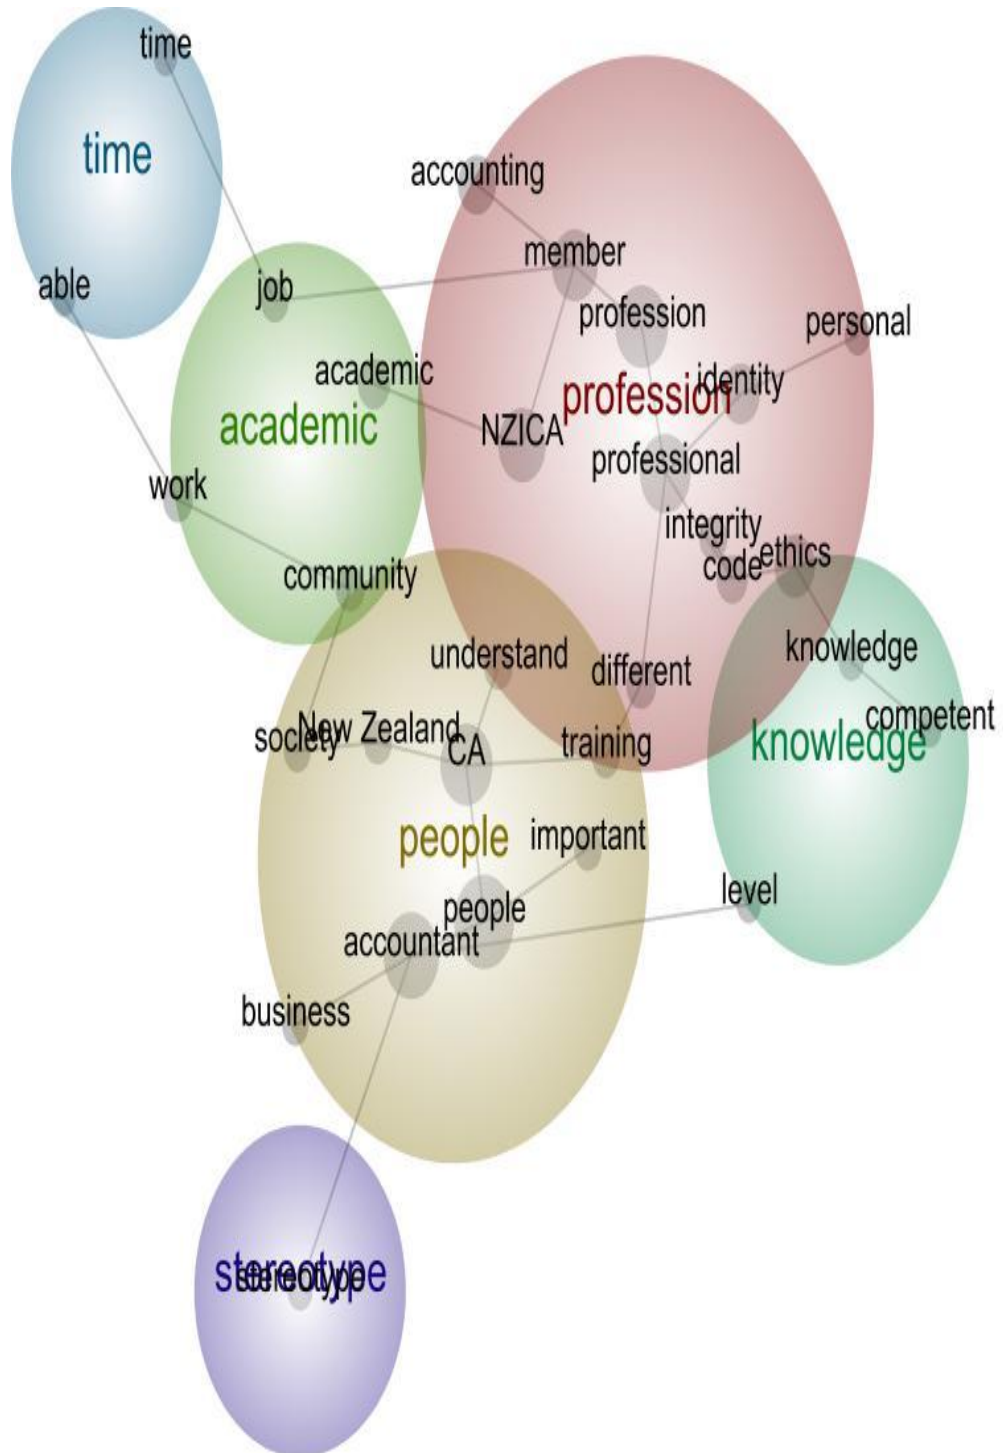 time
time
accounting
member
able
job
profession
personal
academic
identity
profession
academic
NZICA
professional
work
integrity
ethics
code
community
knowledge
understand
different
competent
New Zealand
society
CA
training
knowledge
people
important
level
people
accountant
business
stereotype
stereotype